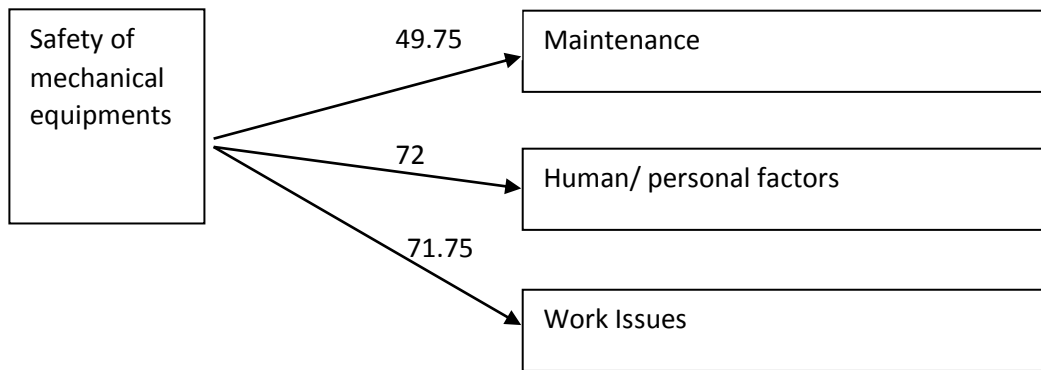 Safety of
mechanical
equipments
49.75
Maintenance
72
Human/ personal factors
71.75
Work Issues